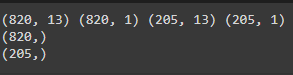 (820, 13) (820, 1) (205, 13) (205, 1)
(820,)
(205,)